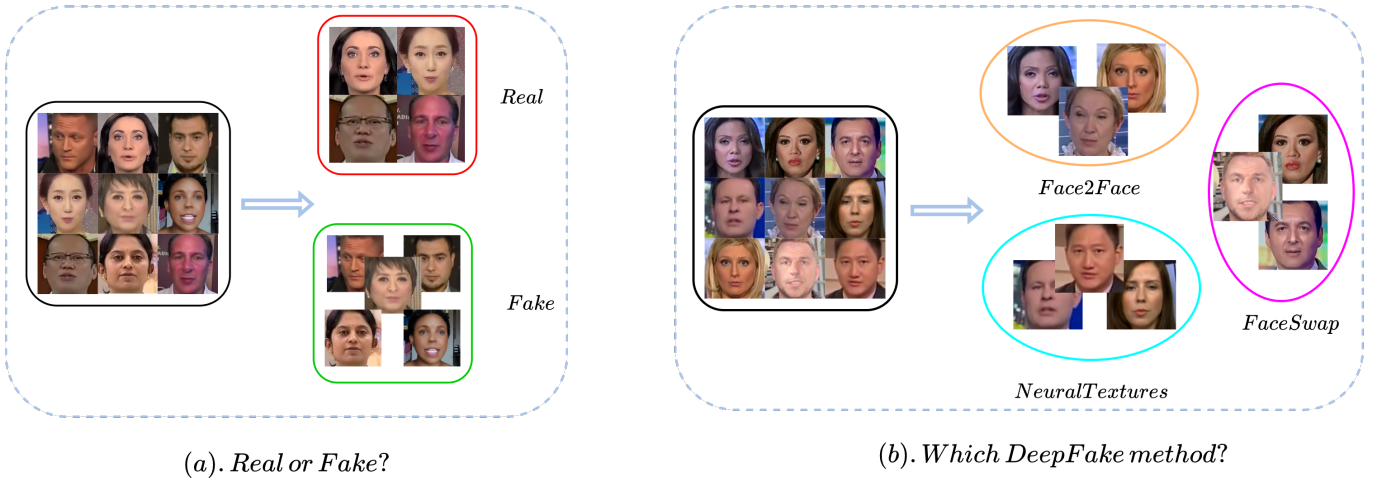 Real
Fake
(a). Real or Fake?
Face2Face
FaceSwap
NeuralTextures
(b). Which DeepFake method?